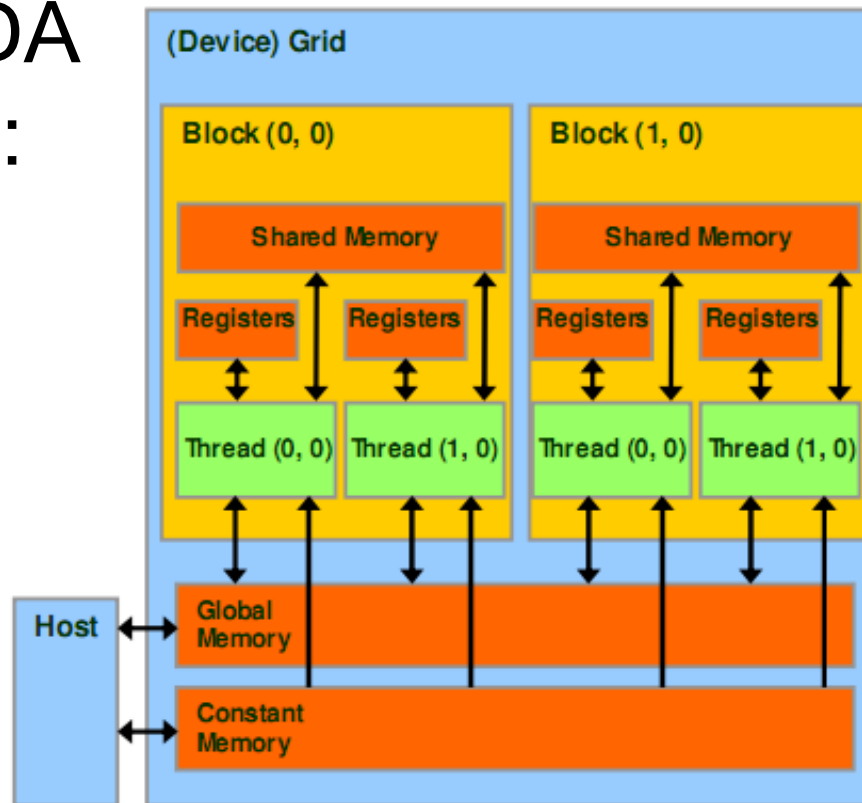 DA
:
(Device) Grid
Block (0, 0)
Block (1, 0)
Shared Memory
Shared Memory
Registers
Registers
Registers
Registers
Thread (0, 0)
Thread (1, 0)
Thread (0, 0)
Thread (1, 0)
Host
Global
Memory
Constant
Memory